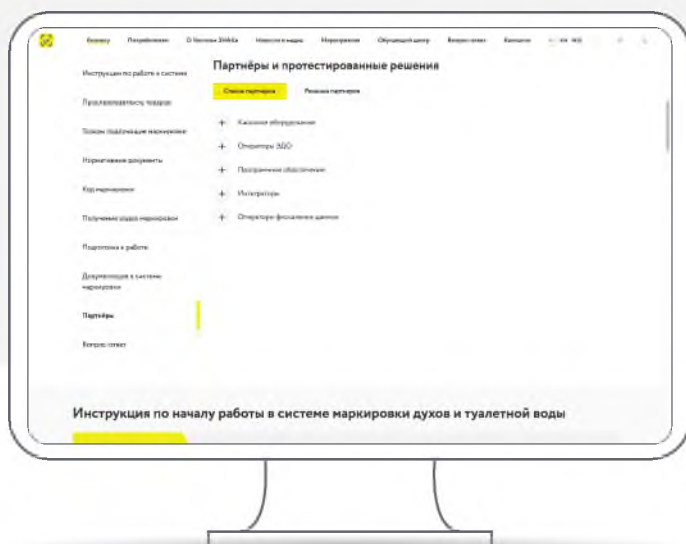 Бизнесу Потребителям О Честном ЗНАКе Новости и медиа Мероприятия Обучающий центр Вопрос-ответ Контакты
Партнёры и протестированные решения
Инструкции по работе в системе
Список партнеров Решения партнеров
Прослеживаемость товаров
Кассовое оборудование
Товары подлежащие маркировке
Операторы ЭДО
Нормативные документы
Программное обеспечение
Код маркировки
Интеграторы
Получение кодов маркировки
Операторы фискальных данных
Подготовка к работе
Документация в системе
маркировки
Партнёры
Вопрос-ответ
Инструкция по началу работы в системе маркировки духов и туалетной воды